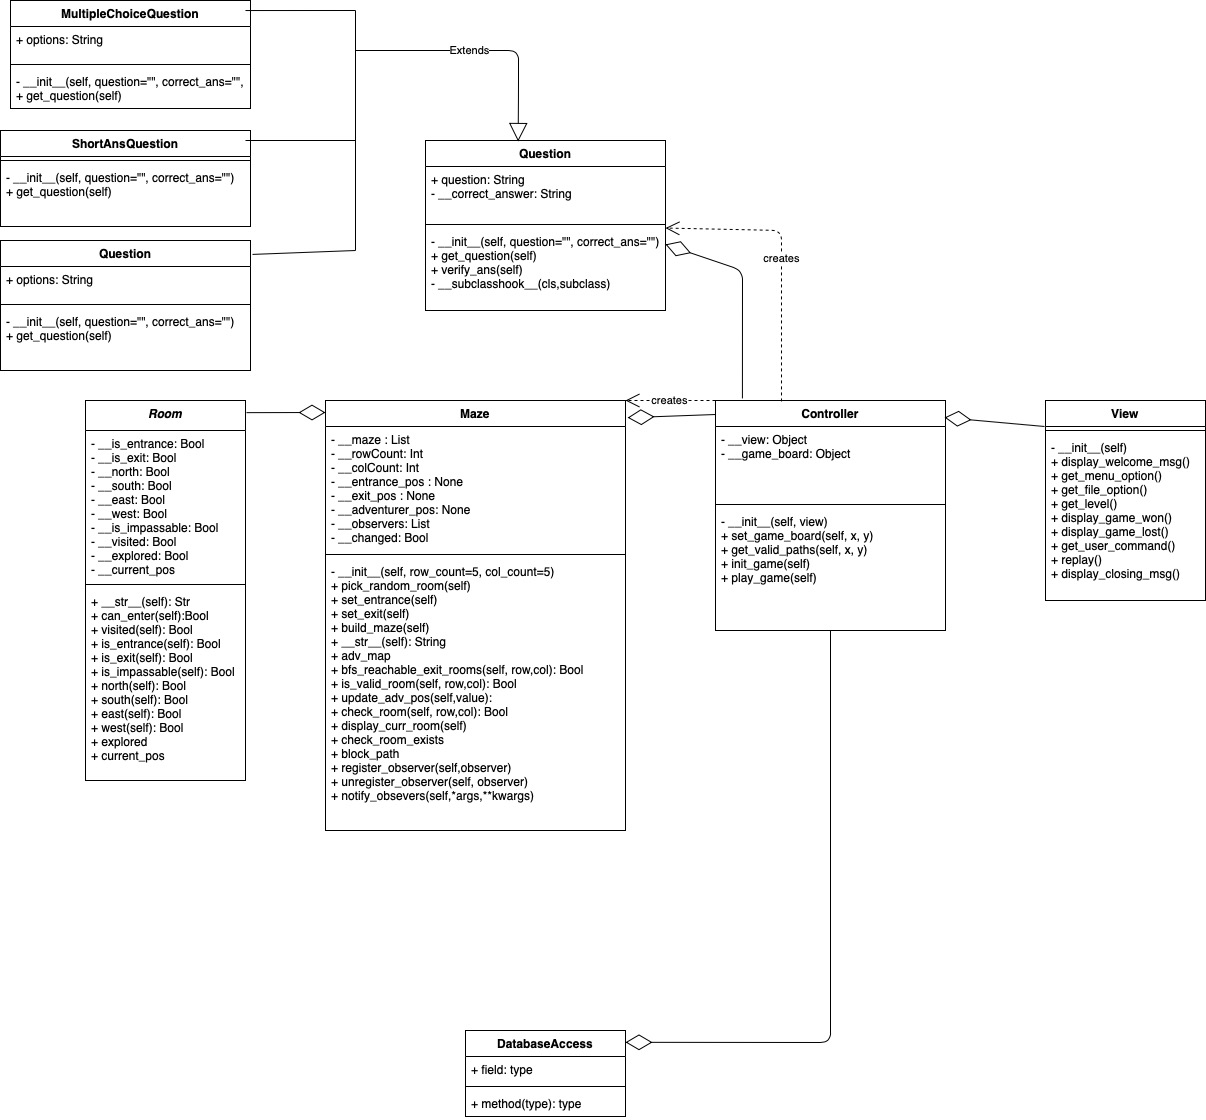 MultipleChoiceQuestion
+ options: String
- __init__(self, question="", correct_ans="",
+ get_question(self)
ShortAnsQuestion
- __init__(self, question="", correct_ans="")
+ get_question(self)
Question
+ options: String
- __init__(self, question="", correct_ans="")
+ get_question(self)
Extends
Question
+ question: String
- __correct_answer: String
- __init__(self, question="", correct_ans="")
+ get_question(self)
+ verify_ans(self)
- __subclasshook__(cls,subclass)
creates
creates
Room
- __is_entrance: Bool
- __is_exit: Bool
- __north: Bool
- __south: Bool
- __east: Bool
- __west: Bool
- __is_impassable: Bool
- __visited: Bool
- __explored: Bool
- __current_pos
+ __str__(self): Str
+ can_enter(self):Bool
+ visited(self): Bool
+ is_entrance(self): Bool
+ is_exit(self): Bool
+ is_impassable(self): Bool
+ north(self): Bool
+ south(self): Bool
+ east(self): Bool
+ west(self): Bool
+ explored
+ current_pos
Maze
- __maze : List
- __rowCount: Int
- __colCount: Int
- __entrance_pos : None
- __exit_pos : None
- __adventurer_pos: None
- __observers: List
- __changed: Bool
- __init__(self, row_count=5, col_count=5)
+ pick_random_room(self)
+ set_entrance(self)
+ set_exit(self)
+ build_maze(self)
+ __str__(self): String
+ adv_map
+ bfs_reachable_exit_rooms(self, row,col): Bool
+ is_valid_room(self, row,col): Bool
+ update_adv_pos(self,value):
+ check_room(self, row,col): Bool
+ display_curr_room(self)
+ check_room_exists
+ block_path
+ register_observer(self,observer)
+ unregister_observer(self, observer)
+ notify_obsevers(self,*args,**kwargs)
Controller
- __view: Object
- __game_board: Object
- __init__(self, view)
+ set_game_board(self, x, y)
+ get_valid_paths(self, x, y)
+ init_game(self)
+ play_game(self)
View
- __init__(self)
+ display_welcome_msg()
+ get_menu_option()
+ get_file_option()
+ get_level()
+ display_game_won()
+ display_game_lost()
+ get_user_command()
+ replay()
+ display_closing_msg()
DatabaseAccess
+ field: type
+ method(type): type